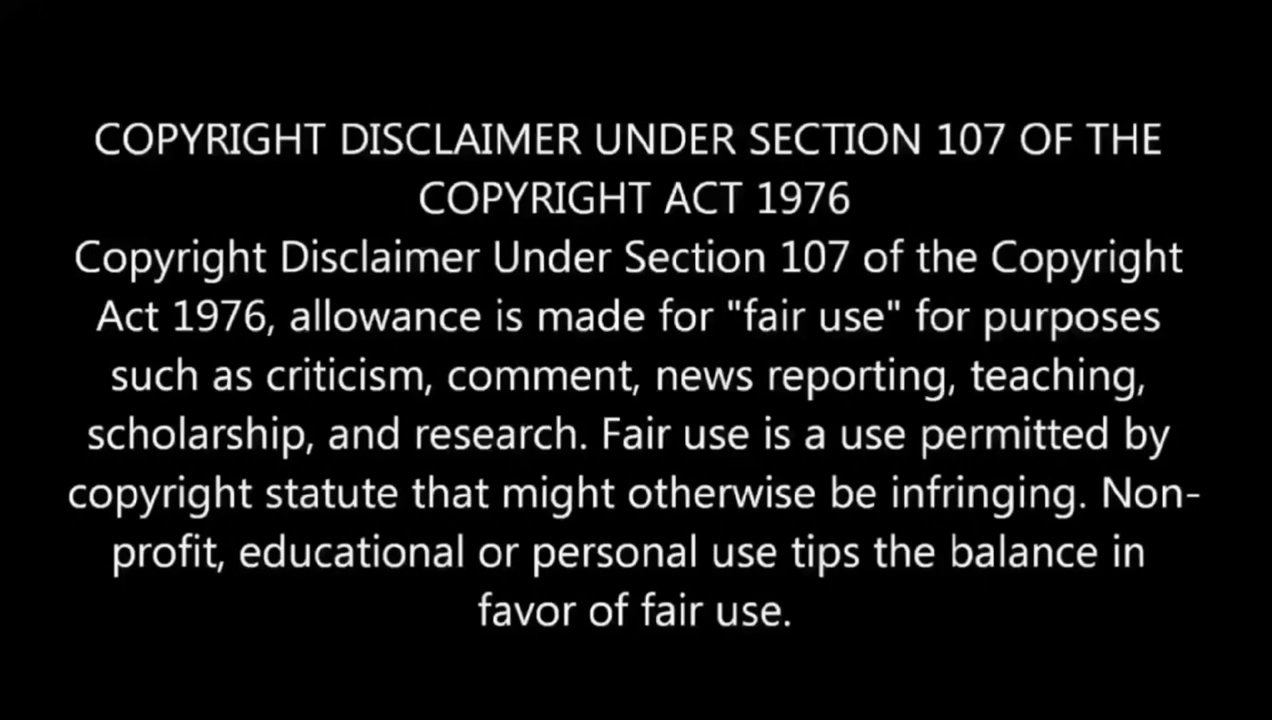 COPYRIGHT DISCLAIMER UNDER SECTION 107 OF THE
COPYRIGHT ACT 1976
Copyright Disclaimer Under Section 107 of the Copyright
Act 1976, allowance is made for "fair use" for purposes
such as criticism, comment, news reporting, teaching,
scholarship, and research. Fair use is a use permitted by
copyright statute that might otherwise be infringing. Non-
profit, educational or personal use tips the balance in
favor of fair use.